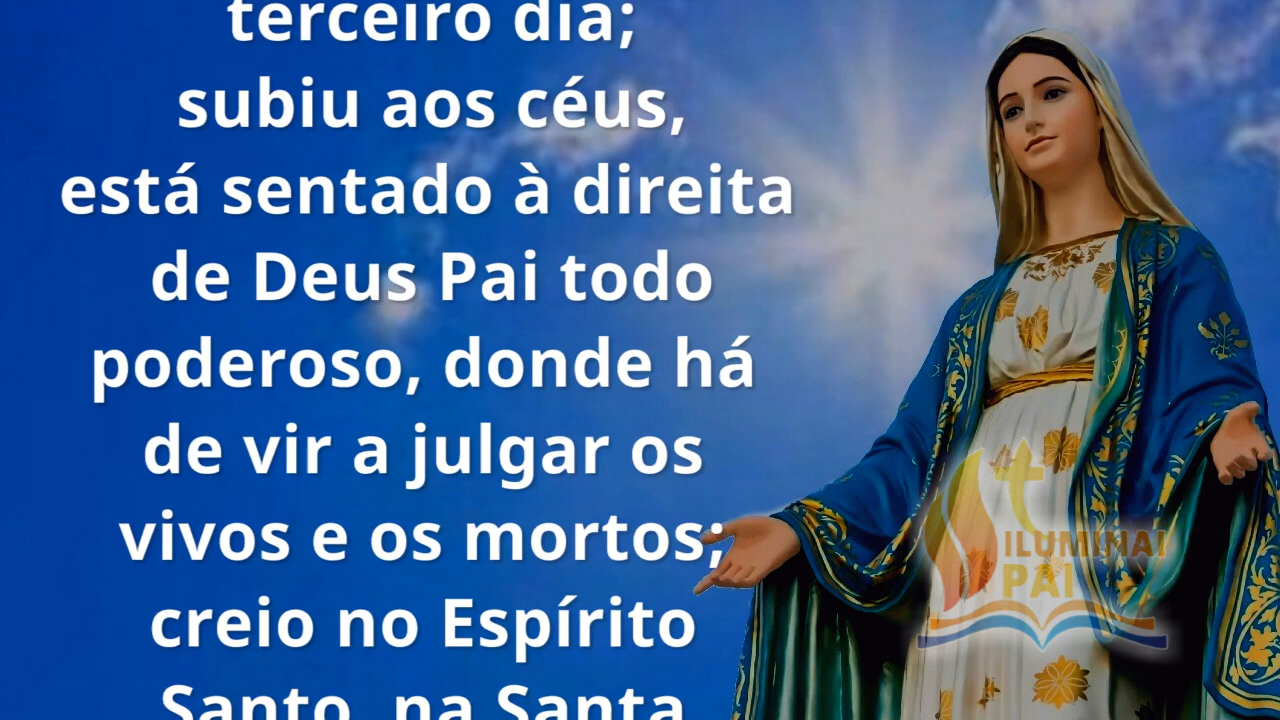 terceiro dia;
subiu aos céus,
está sentado à direita
de Deus Pai todo
poderoso, donde há
de vir a julgar os
vivos e os mortos;
creio no Espírito
Santo, na Santa
ILUMINAI
PAI